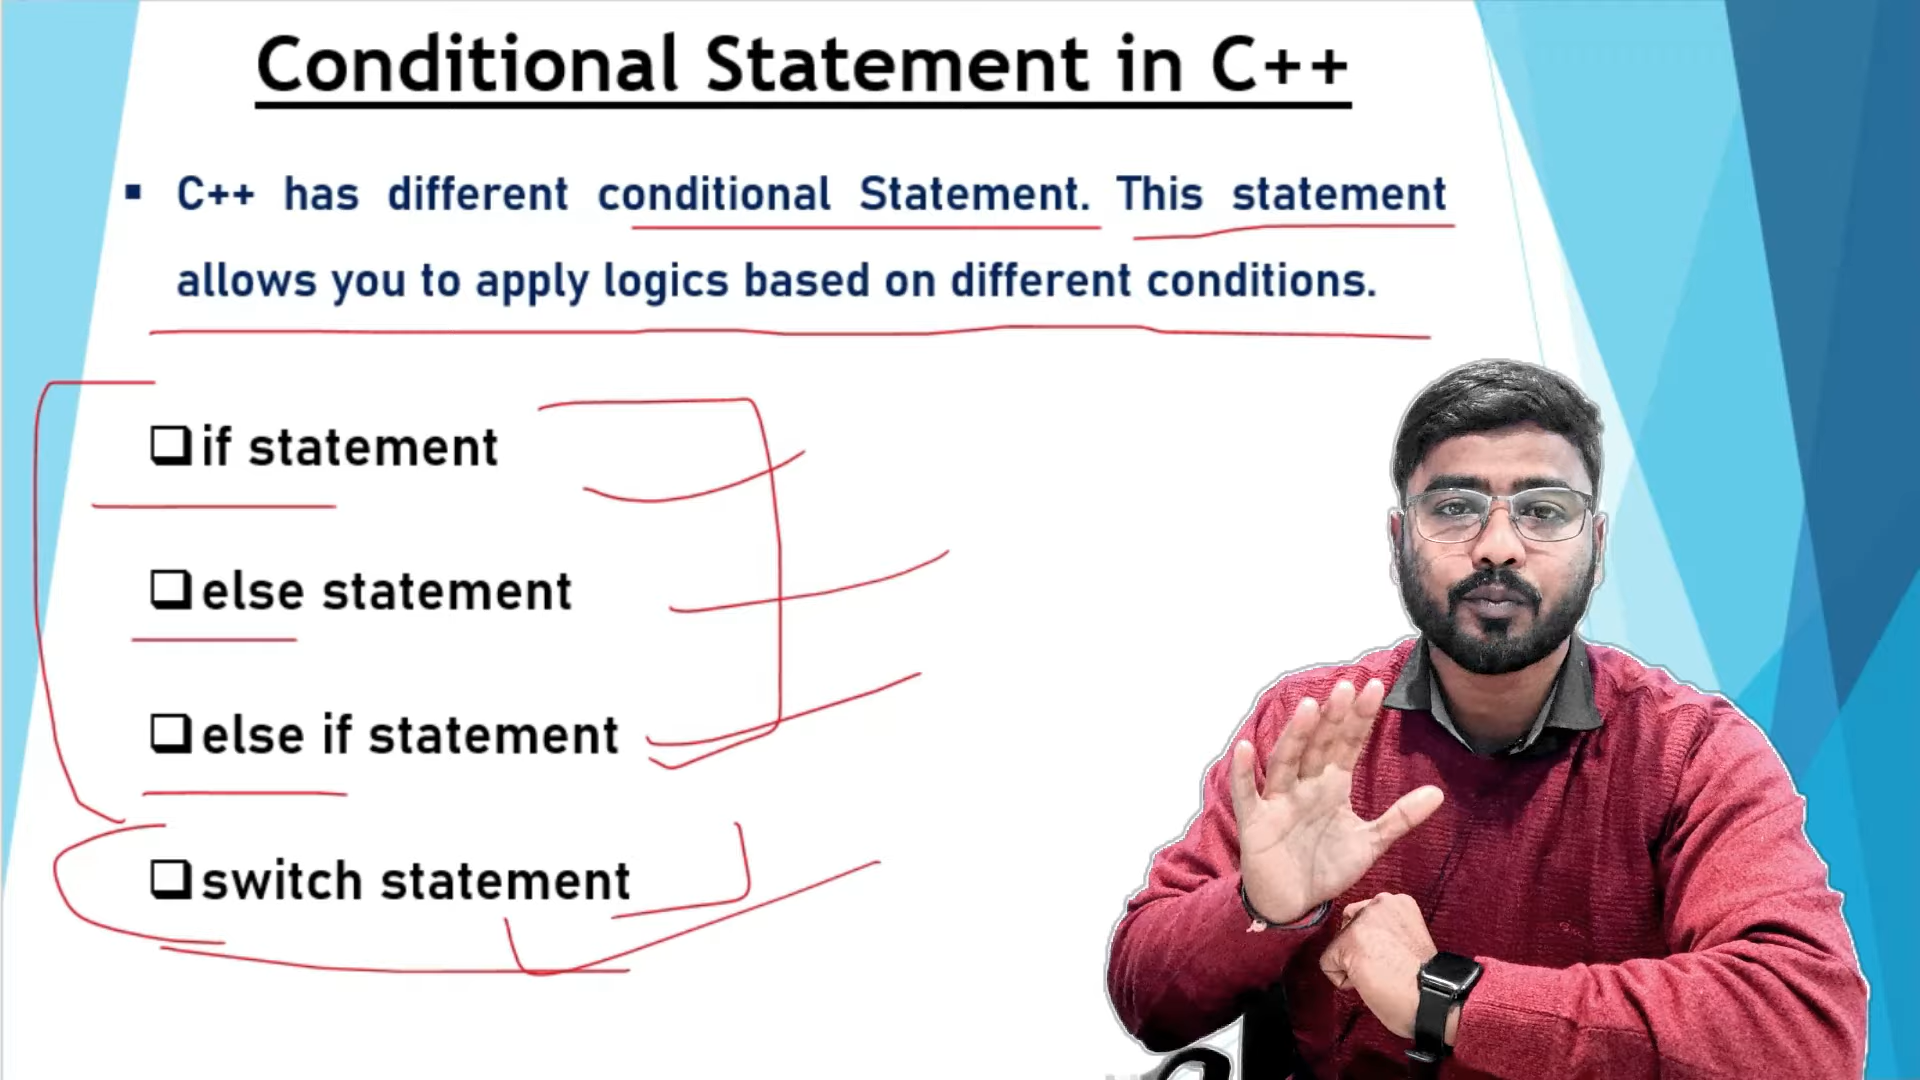 Conditional Statement in C++
▪ C++ has different conditional Statement. This statement
allows you to apply logics based on different conditions.
❑ if statement
❑ else statement
❑ else if statement
❑ switch statement